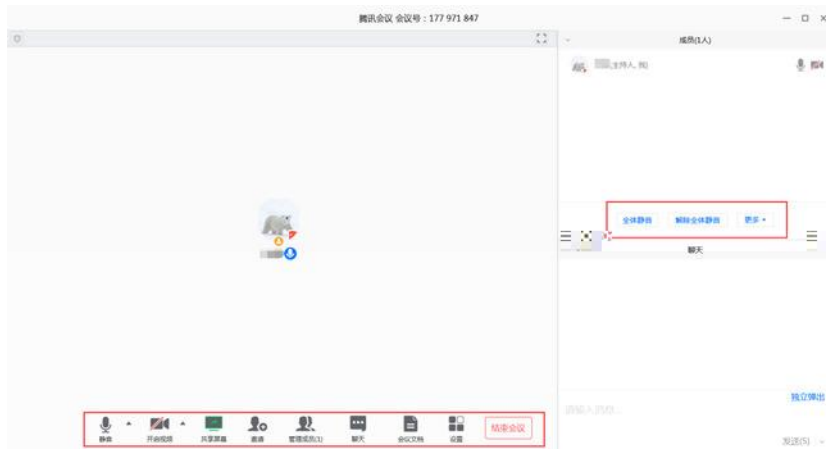 腾讯会议 会议号：177 971 847
成员(1人)
(主持人, 我)
全体静音 解除全体静音 更多
聊天
独立弹出
请输入消息...
发送(S)
静音 开启视频 共享屏幕 邀请 管理成员(1) 聊天 会议文档 设置 结束会议